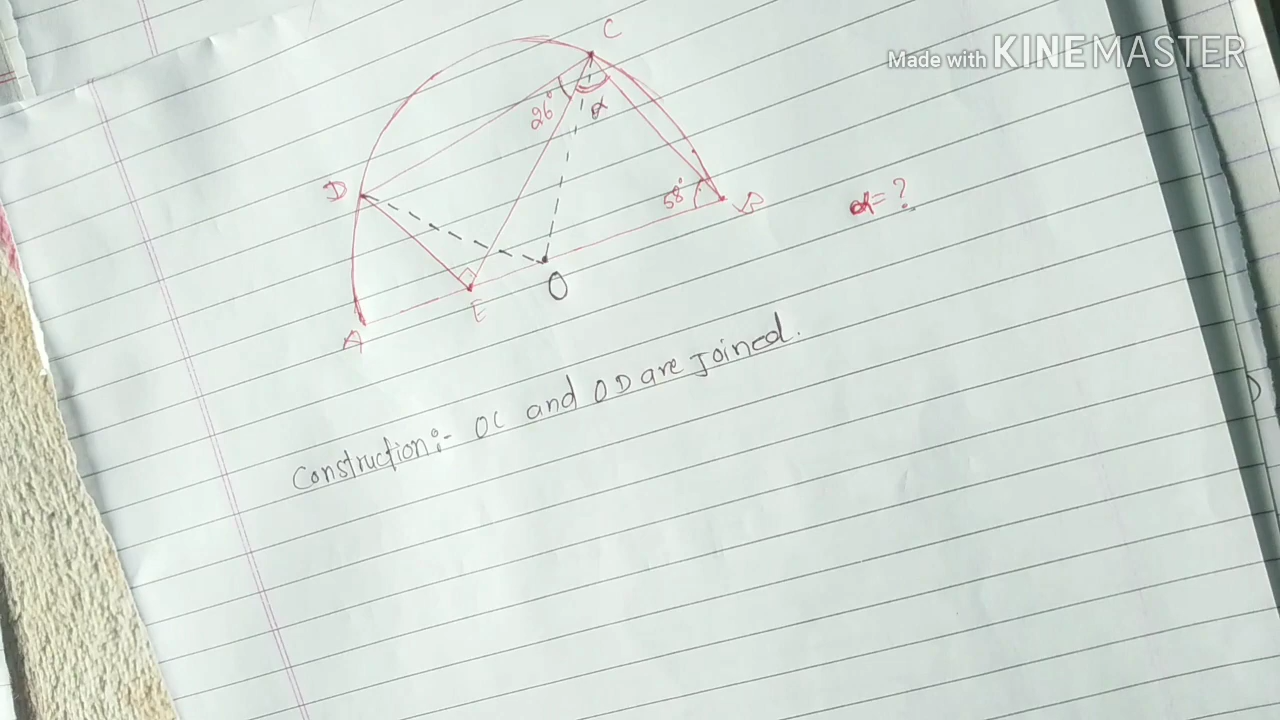 Made with KINEMASTER
C
26°
α
D
58°
B
α = ?
E
O
A
Construction:- OC and OD are joined.